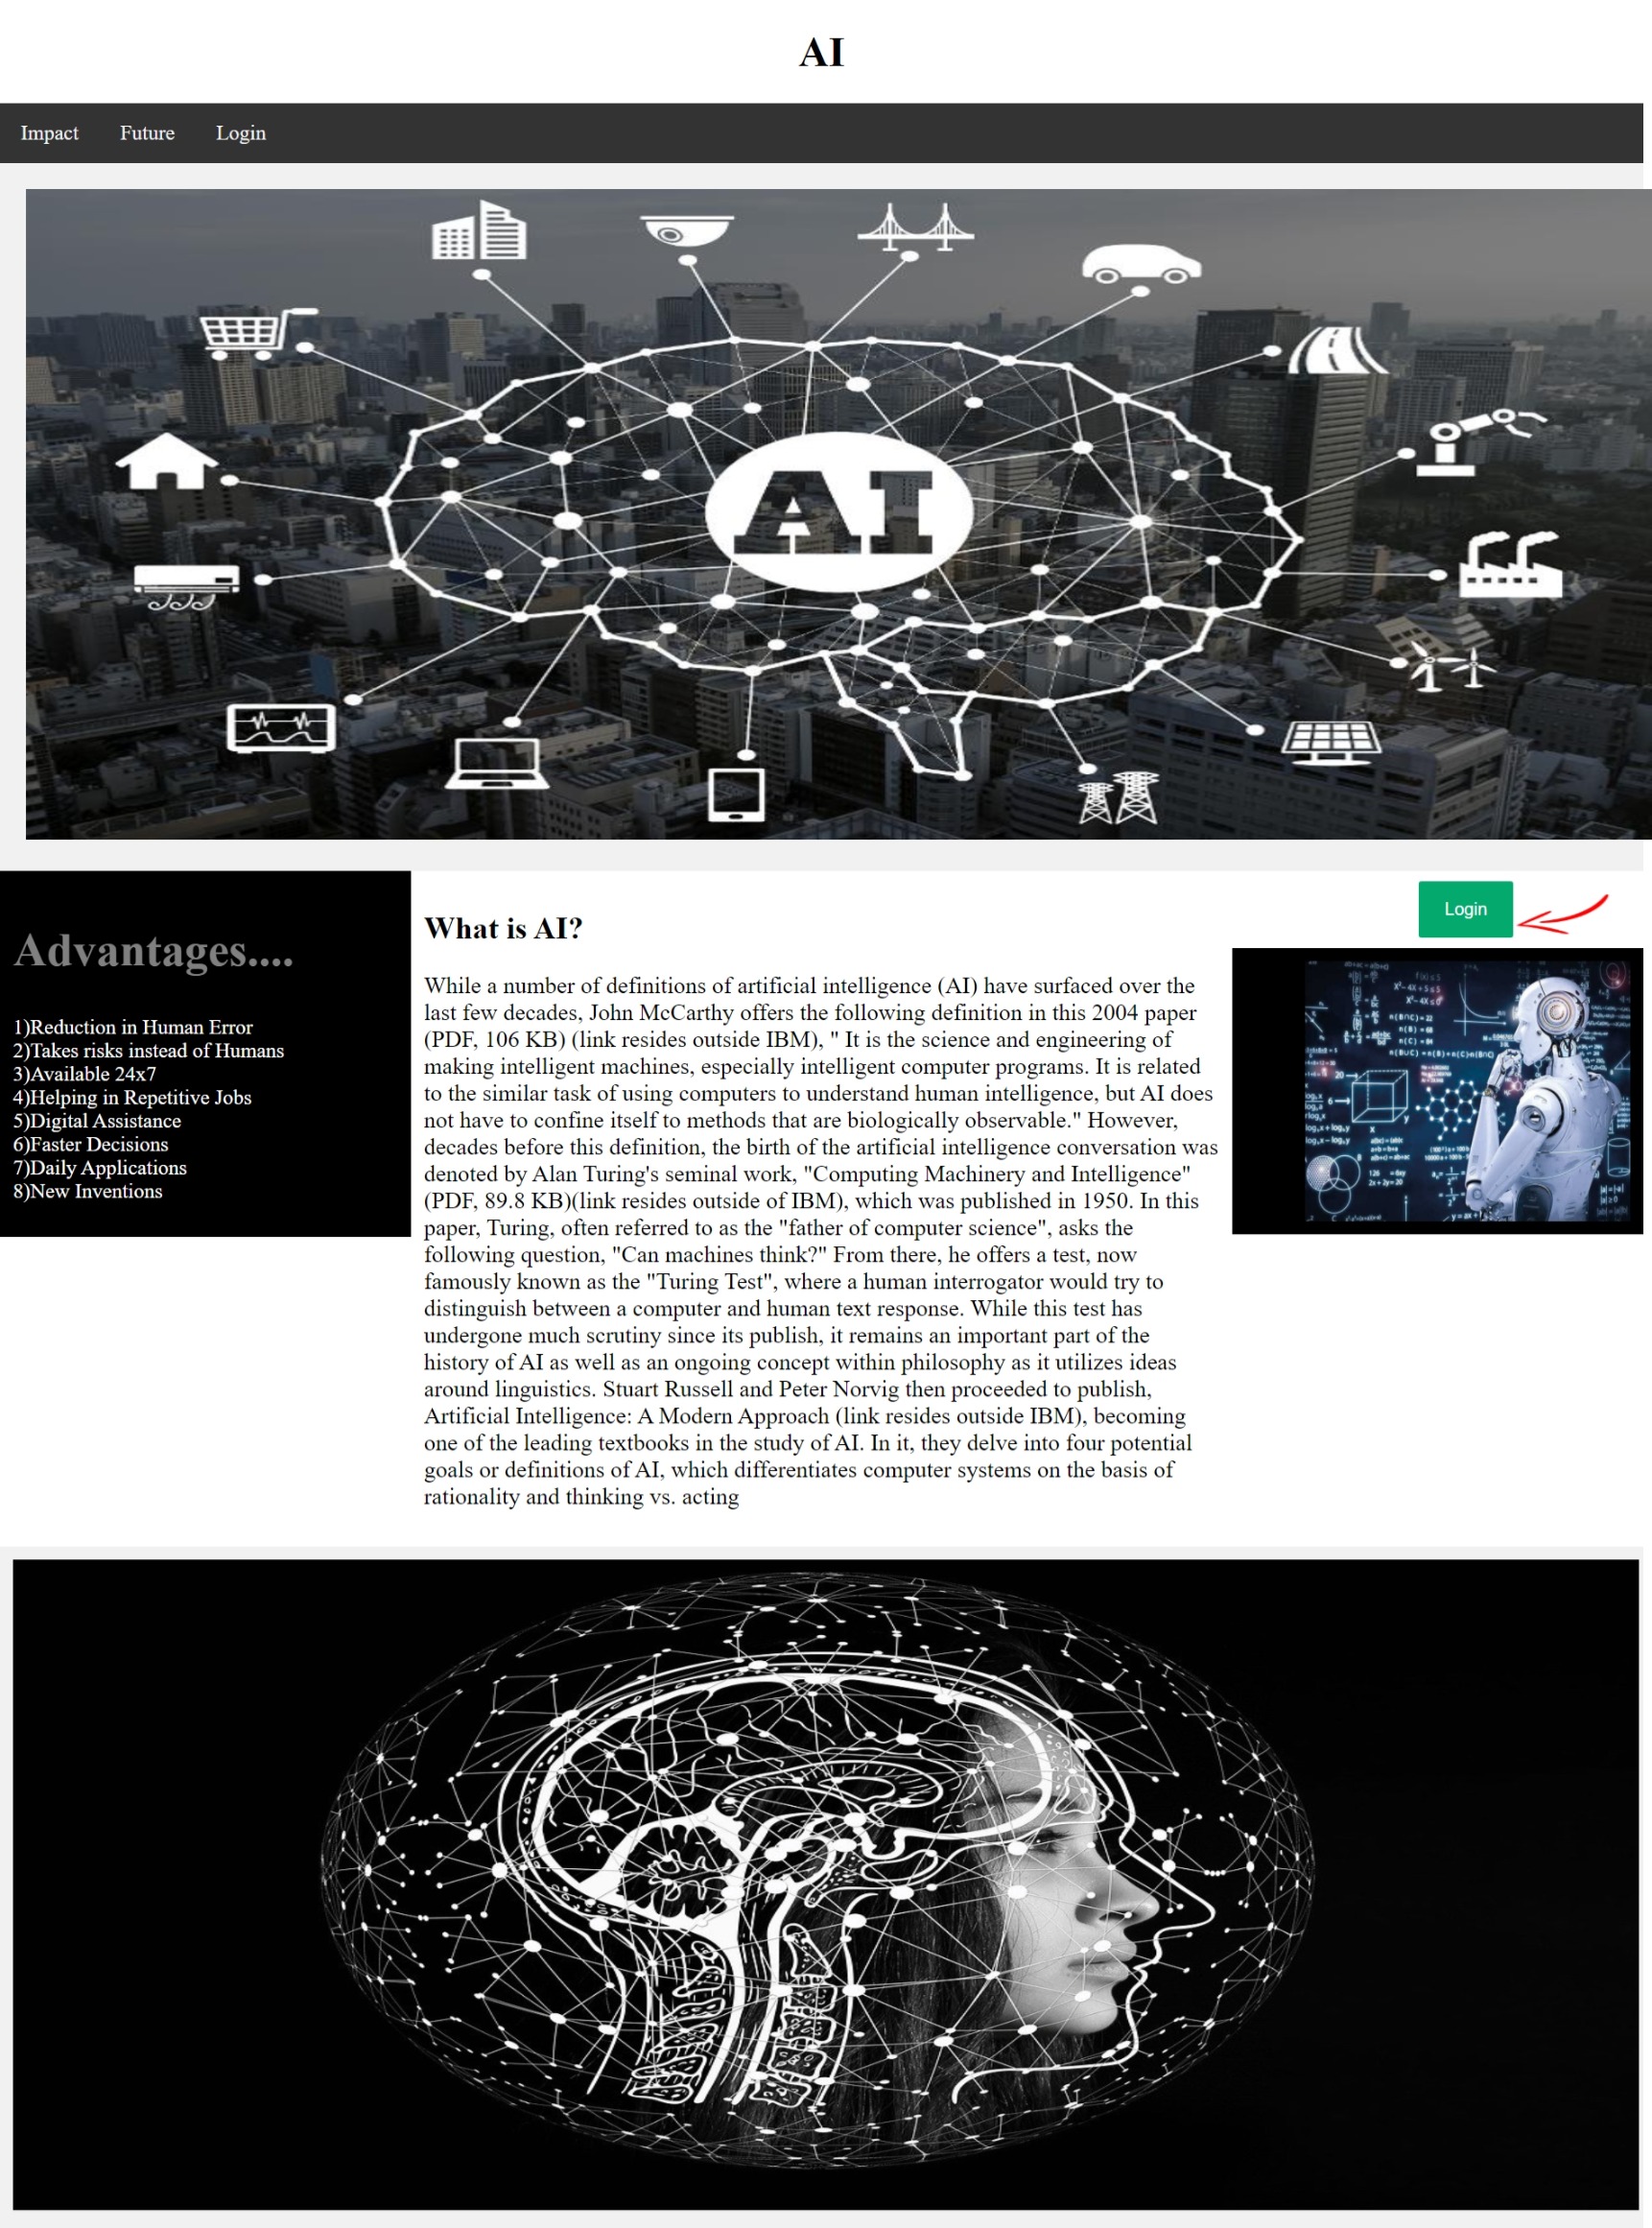 AI
Impact
Future
Login
AI
Advantages....
1)Reduction in Human Error
2)Takes risks instead of Humans
3)Available 24x7
4)Helping in Repetitive Jobs
5)Digital Assistance
6)Faster Decisions
7)Daily Applications
8)New Inventions
What is AI?
While a number of definitions of artificial intelligence (AI) have surfaced over the
last few decades, John McCarthy offers the following definition in this 2004 paper
(PDF, 106 KB) (link resides outside IBM), " It is the science and engineering of
making intelligent machines, especially intelligent computer programs. It is related
to the similar task of using computers to understand human intelligence, but AI does
not have to confine itself to methods that are biologically observable." However,
decades before this definition, the birth of the artificial intelligence conversation was
denoted by Alan Turing's seminal work, "Computing Machinery and Intelligence"
(PDF, 89.8 KB)(link resides outside of IBM), which was published in 1950. In this
paper, Turing, often referred to as the "father of computer science", asks the
following question, "Can machines think?" From there, he offers a test, now
famously known as the "Turing Test", where a human interrogator would try to
distinguish between a computer and human text response. While this test has
undergone much scrutiny since its publish, it remains an important part of the
history of AI as well as an ongoing concept within philosophy as it utilizes ideas
around linguistics. Stuart Russell and Peter Norvig then proceeded to publish,
Artificial Intelligence: A Modern Approach (link resides outside IBM), becoming
one of the leading textbooks in the study of AI. In it, they delve into four potential
goals or definitions of AI, which differentiates computer systems on the basis of
rationality and thinking vs. acting
Login